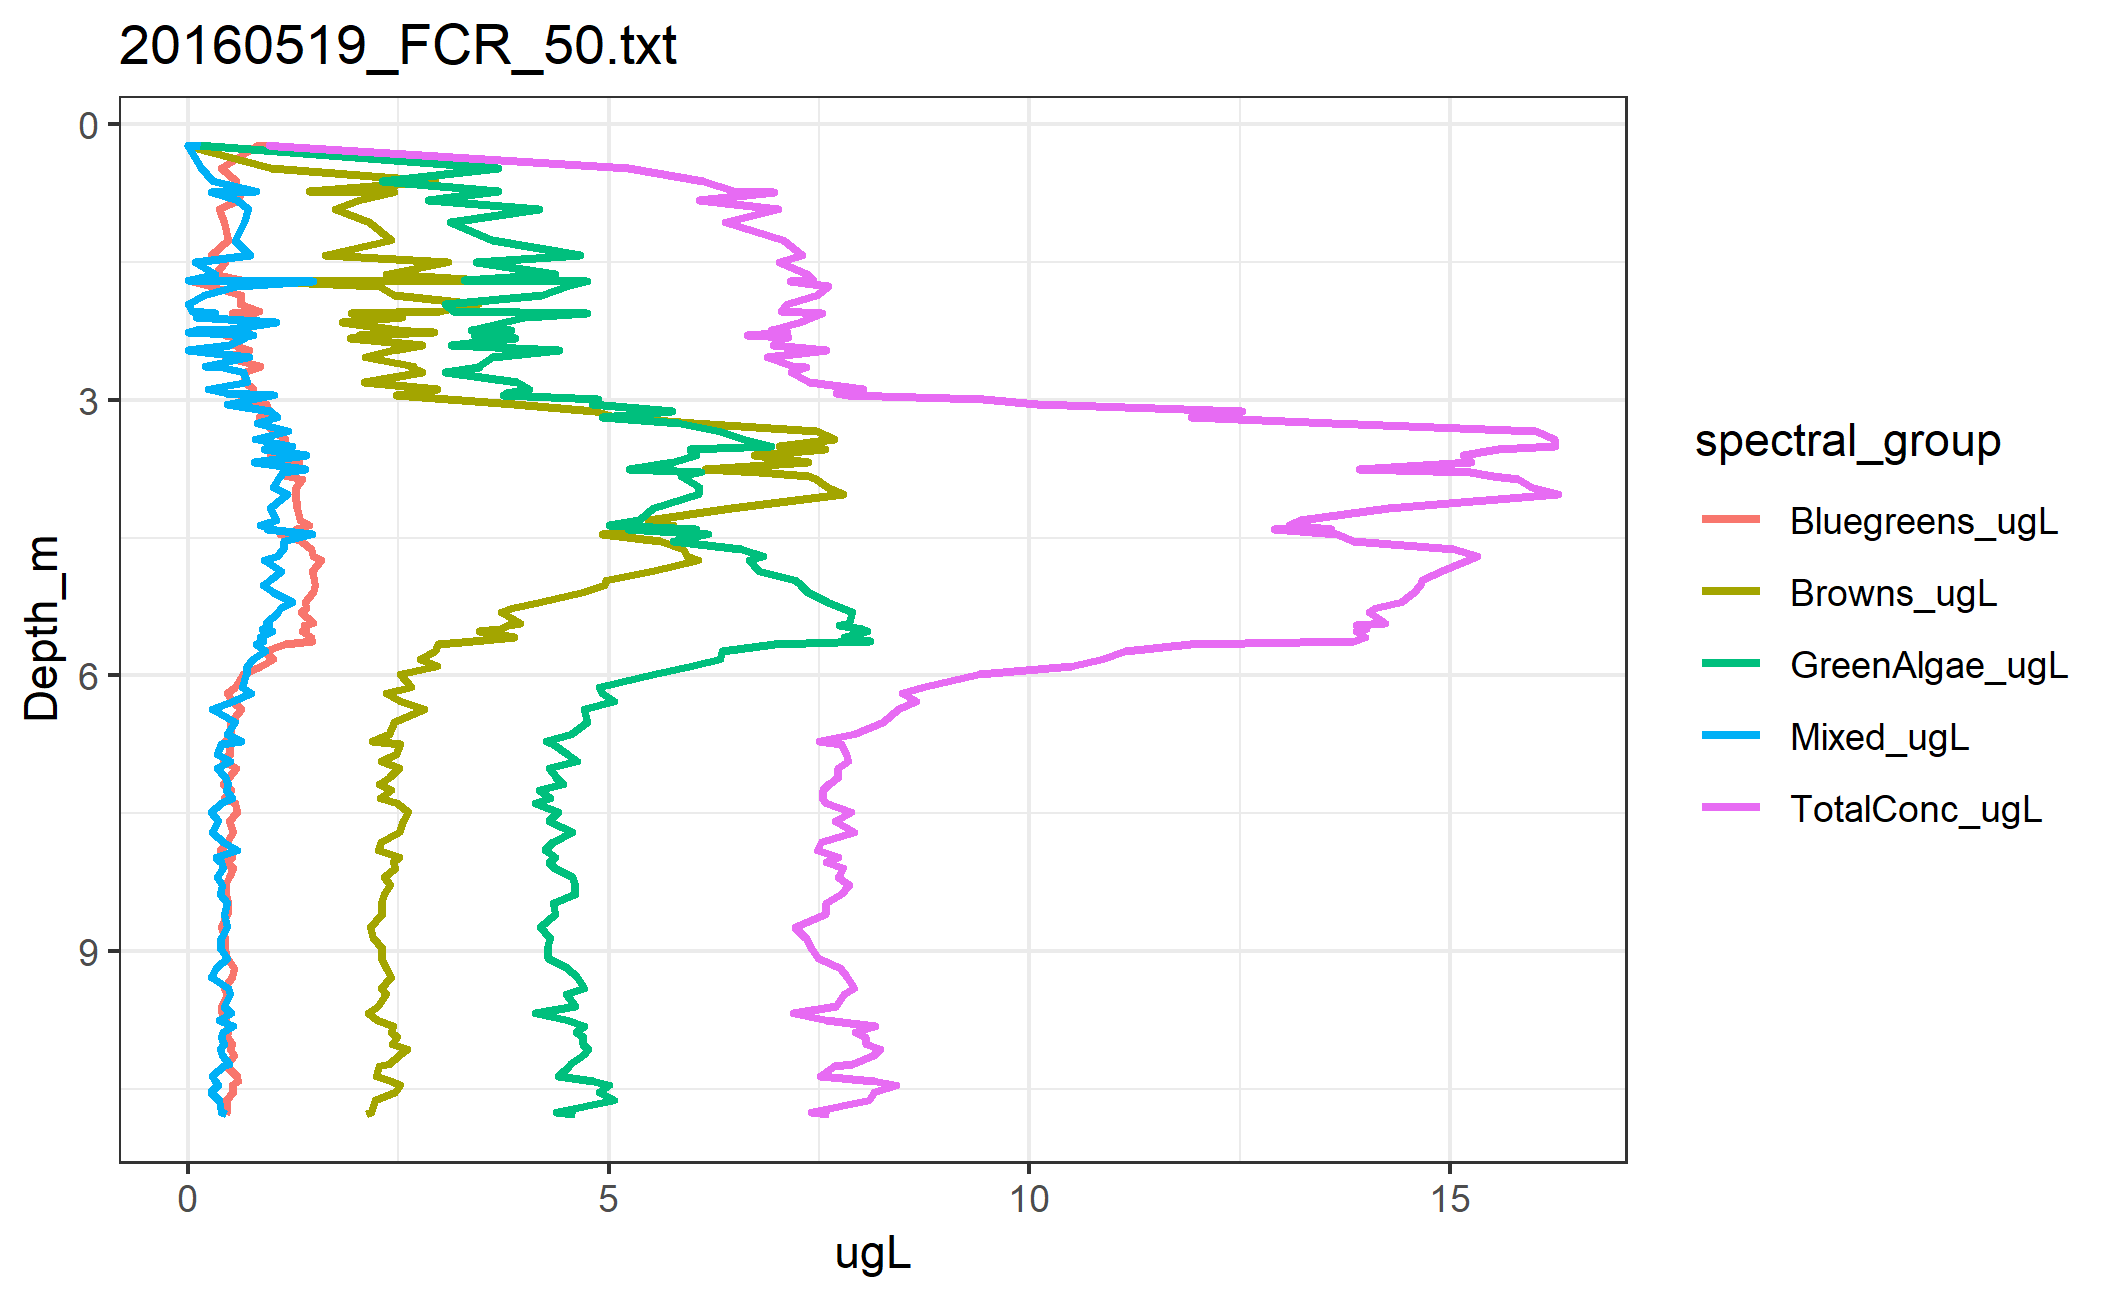 20160519_FCR_50.txt
0
3
6
9
Depth_m
0 5 10 15
ugL
spectral_group
Bluegreens_ugL
Browns_ugL
GreenAlgae_ugL
Mixed_ugL
TotalConc_ugL